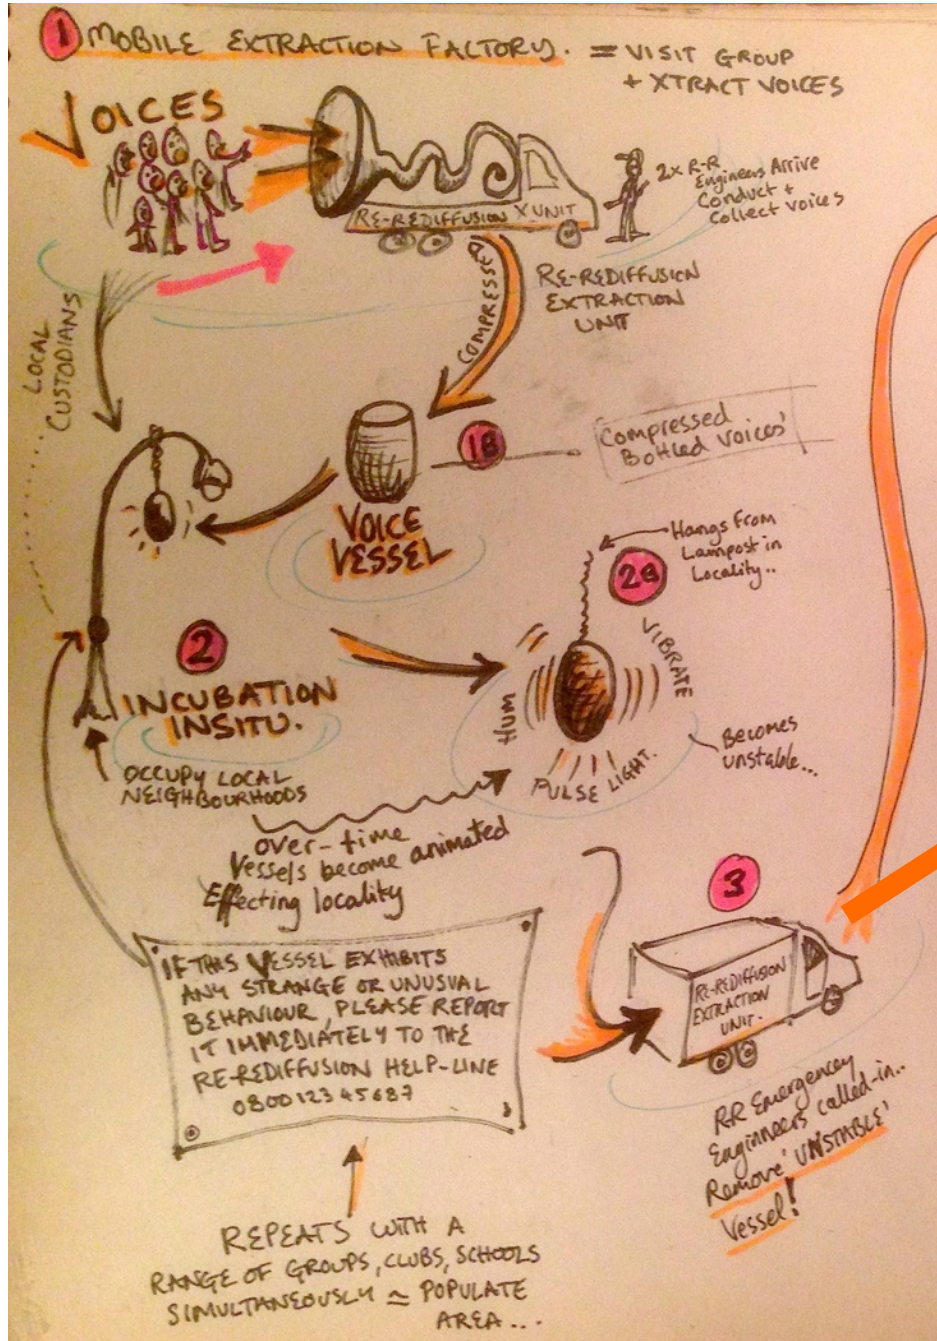 1 MOBILE EXTRACTION FACTORY. = VISIT GROUP
+ XTRACT VOICES
VOICES
RE-REDIFFUSION X UNIT
2x R-R
Engineers Arrive
Conduct +
Collect Voices
COMPRESSED
RE-REDIFFUSION
EXTRACTION
UNIT
LOCAL
CUSTODIANS
1B
Compressed
Bottled Voices'
VOICE
VESSEL
Hangs From
Lampost in
Locality..
2B
2
INCUBATION
INSITU.
HUM
VIBRATE
PULSE LIGHT.
Becomes
unstable...
OCCUPY LOCAL
NEIGHBOURHOODS
over-time
Vessels become animated
Effecting locality
3
IF THIS VESSEL EXHIBITS
ANY STRANGE OR UNUSUAL
BEHAVIOUR, PLEASE REPORT
IT IMMEDIATELY TO THE
RE-REDIFFUSION HELP-LINE
0800 123 45687
RE-REDIFFUSION
EXTRACTION
UNIT.
RR Emergency
Engineers called-in..
Remove 'UNSTABLE'
Vessel!
REPEATS WITH A
RANGE OF GROUPS, CLUBS, SCHOOLS
SIMULTANEOUSLY = POPULATE
AREA...